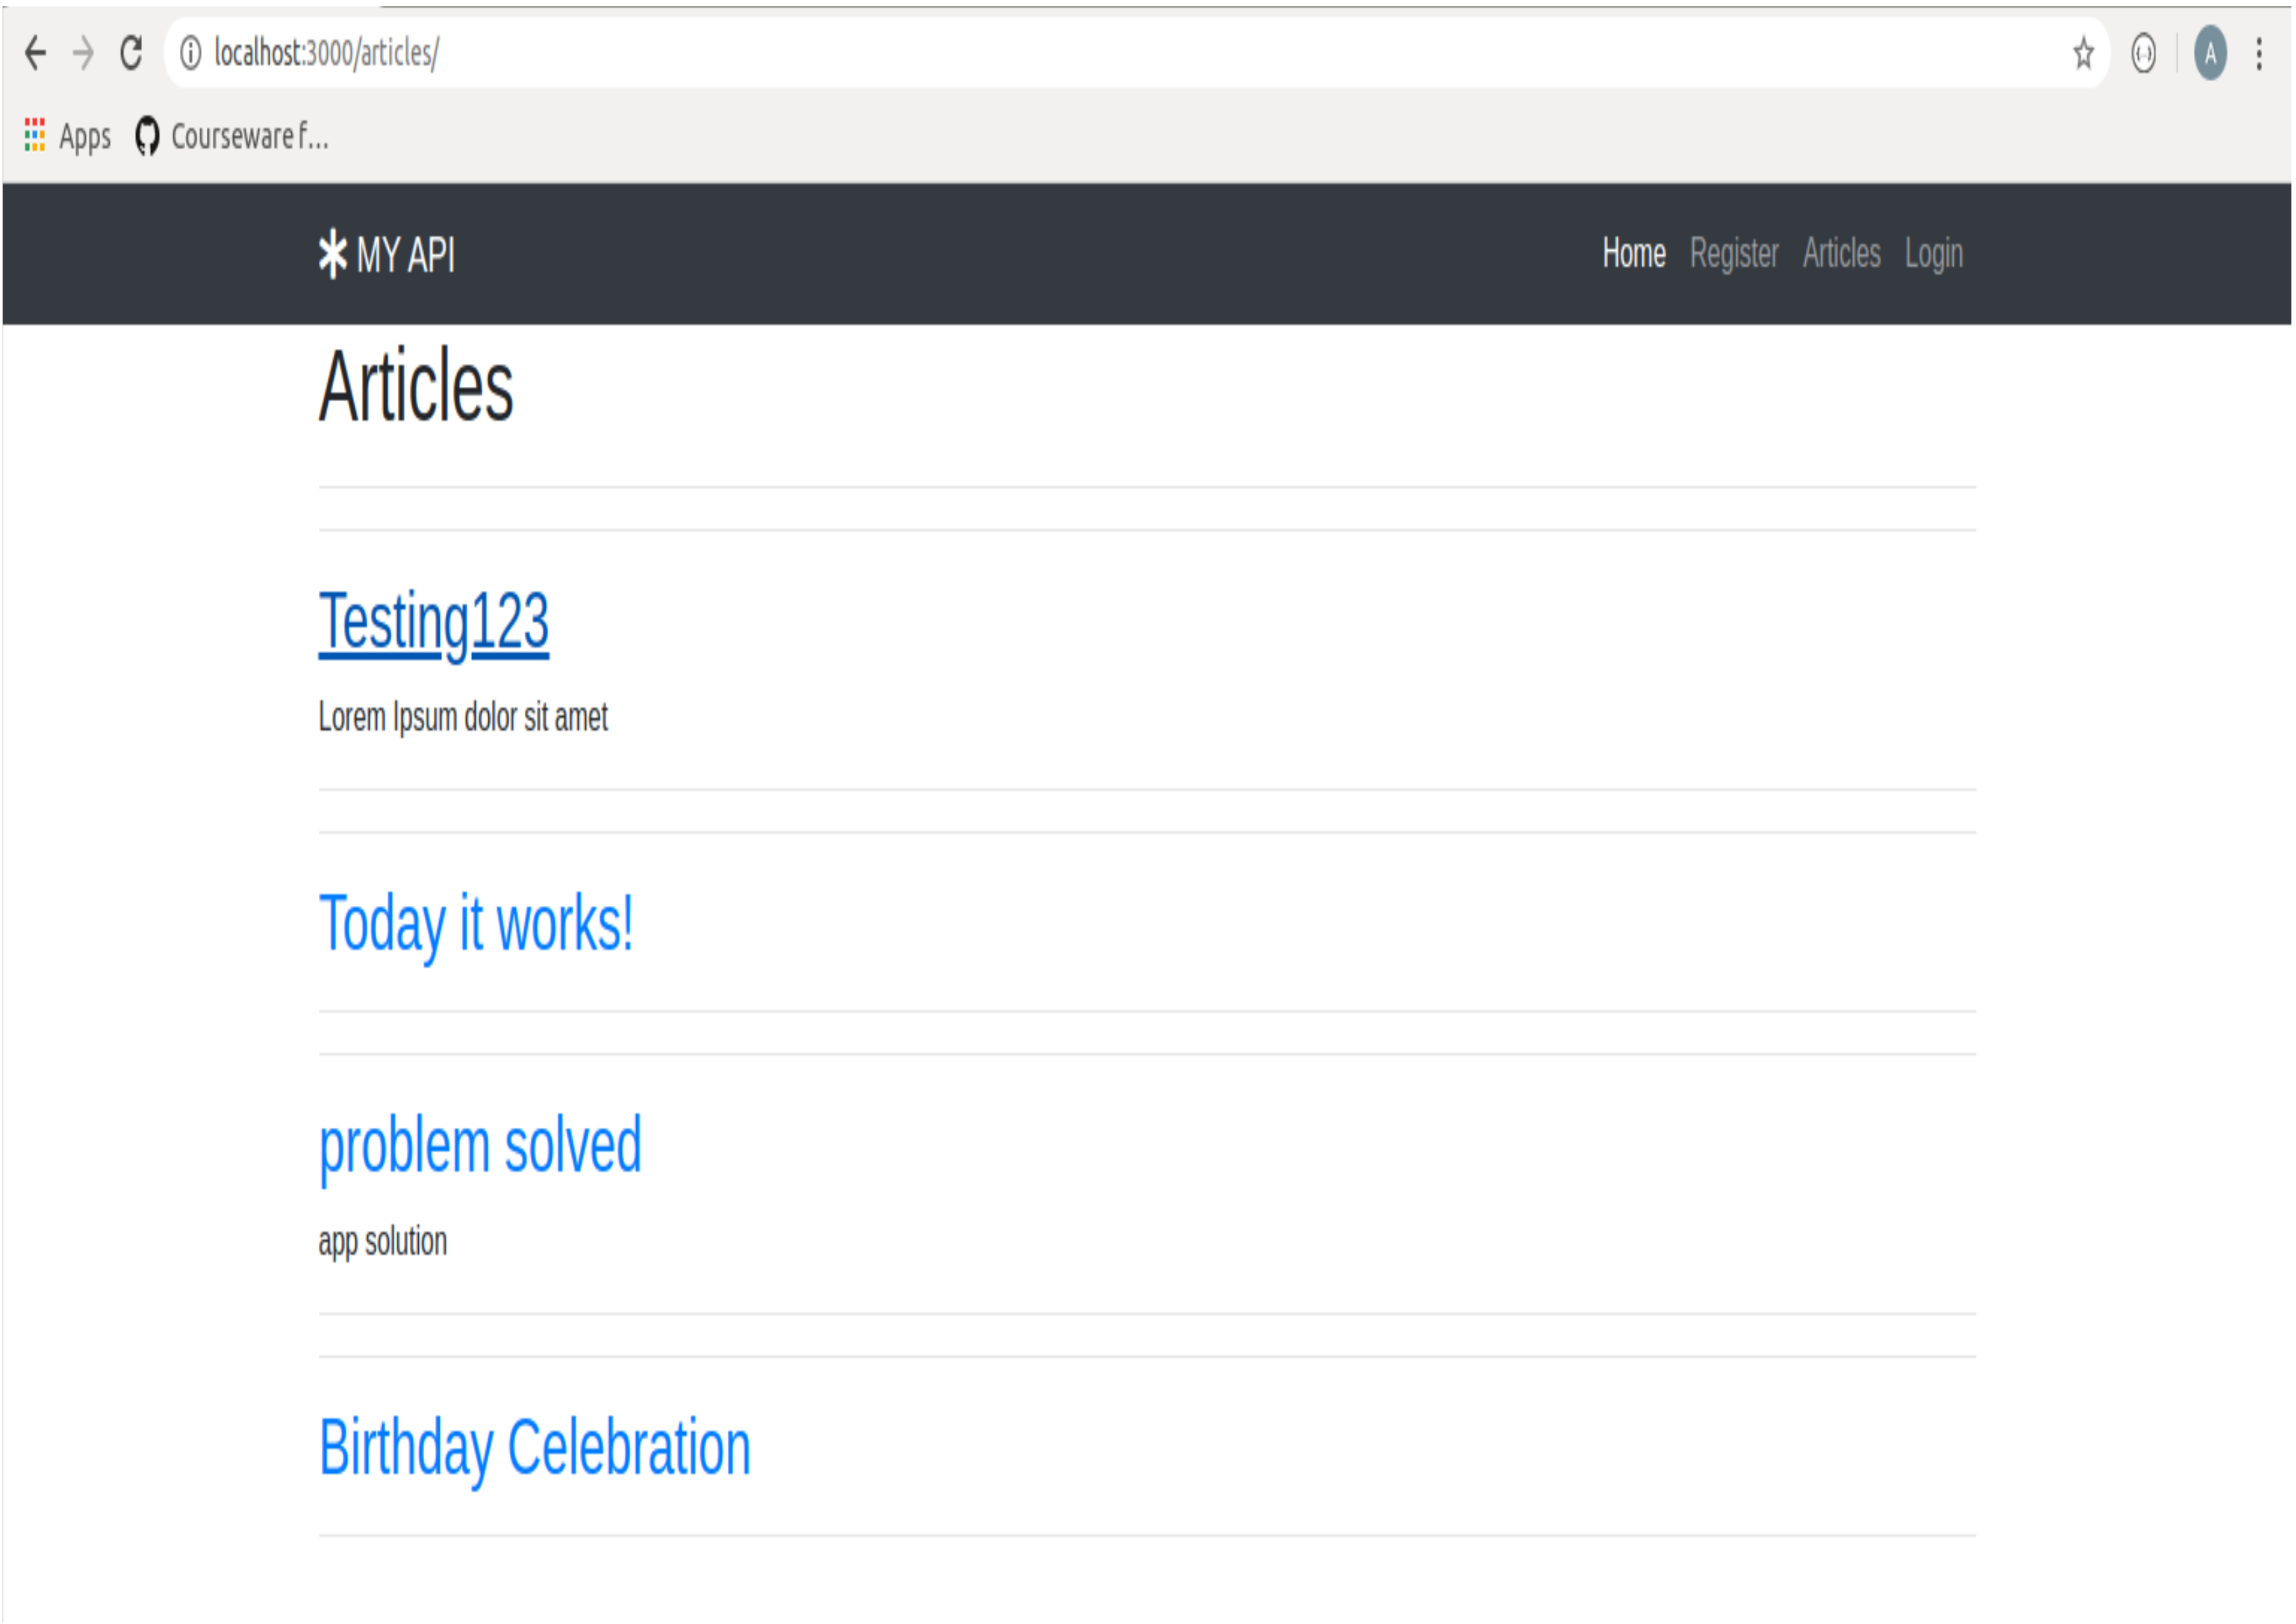 localhost:3000/articles/
A
Apps Courseware f...
MY API Home Register Articles Login
Articles
Testing123
Lorem Ipsum dolor sit amet
Today it works!
problem solved
app solution
Birthday Celebration